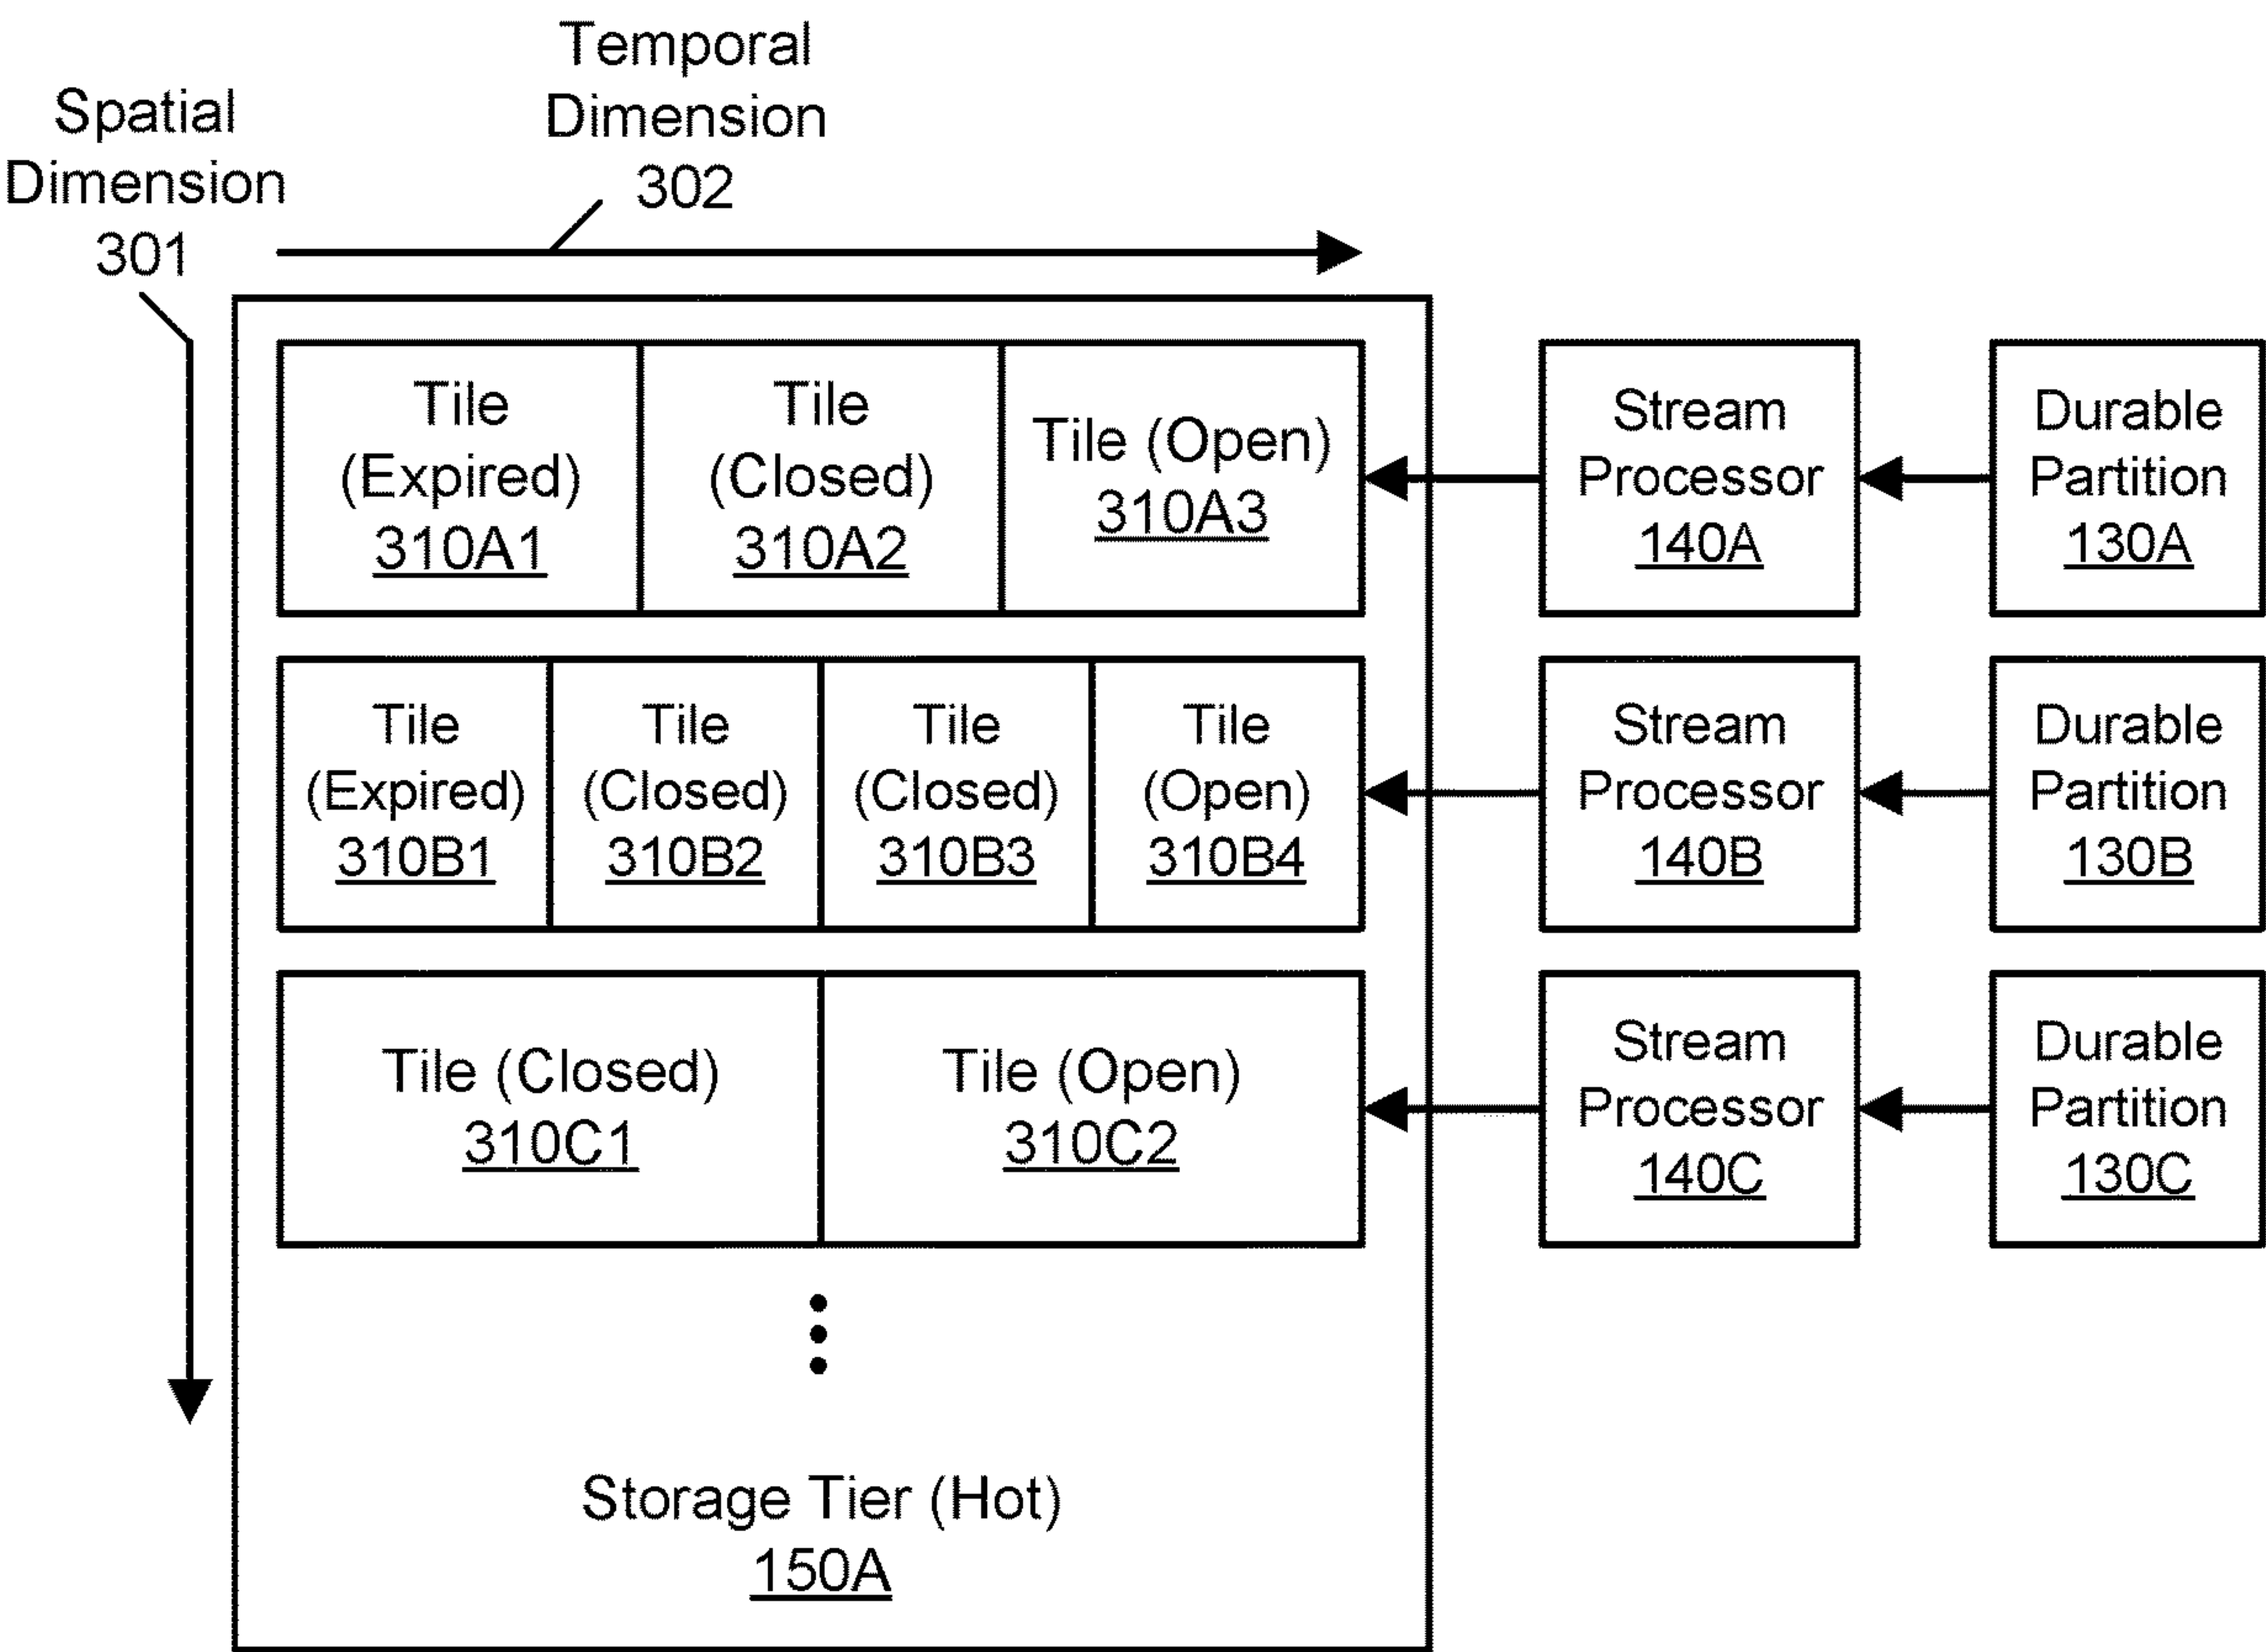 Temporal
Dimension
302
Spatial
Dimension
301
Tile
(Expired)
310A1
Tile
(Closed)
310A2
Tile (Open)
310A3
Stream
Processor
140A
Durable
Partition
130A
Tile
(Expired)
310B1
Tile
(Closed)
310B2
Tile
(Closed)
310B3
Tile
(Open)
310B4
Stream
Processor
140B
Durable
Partition
130B
Tile (Closed)
310C1
Tile (Open)
310C2
Stream
Processor
140C
Durable
Partition
130C
Storage Tier (Hot)
150A